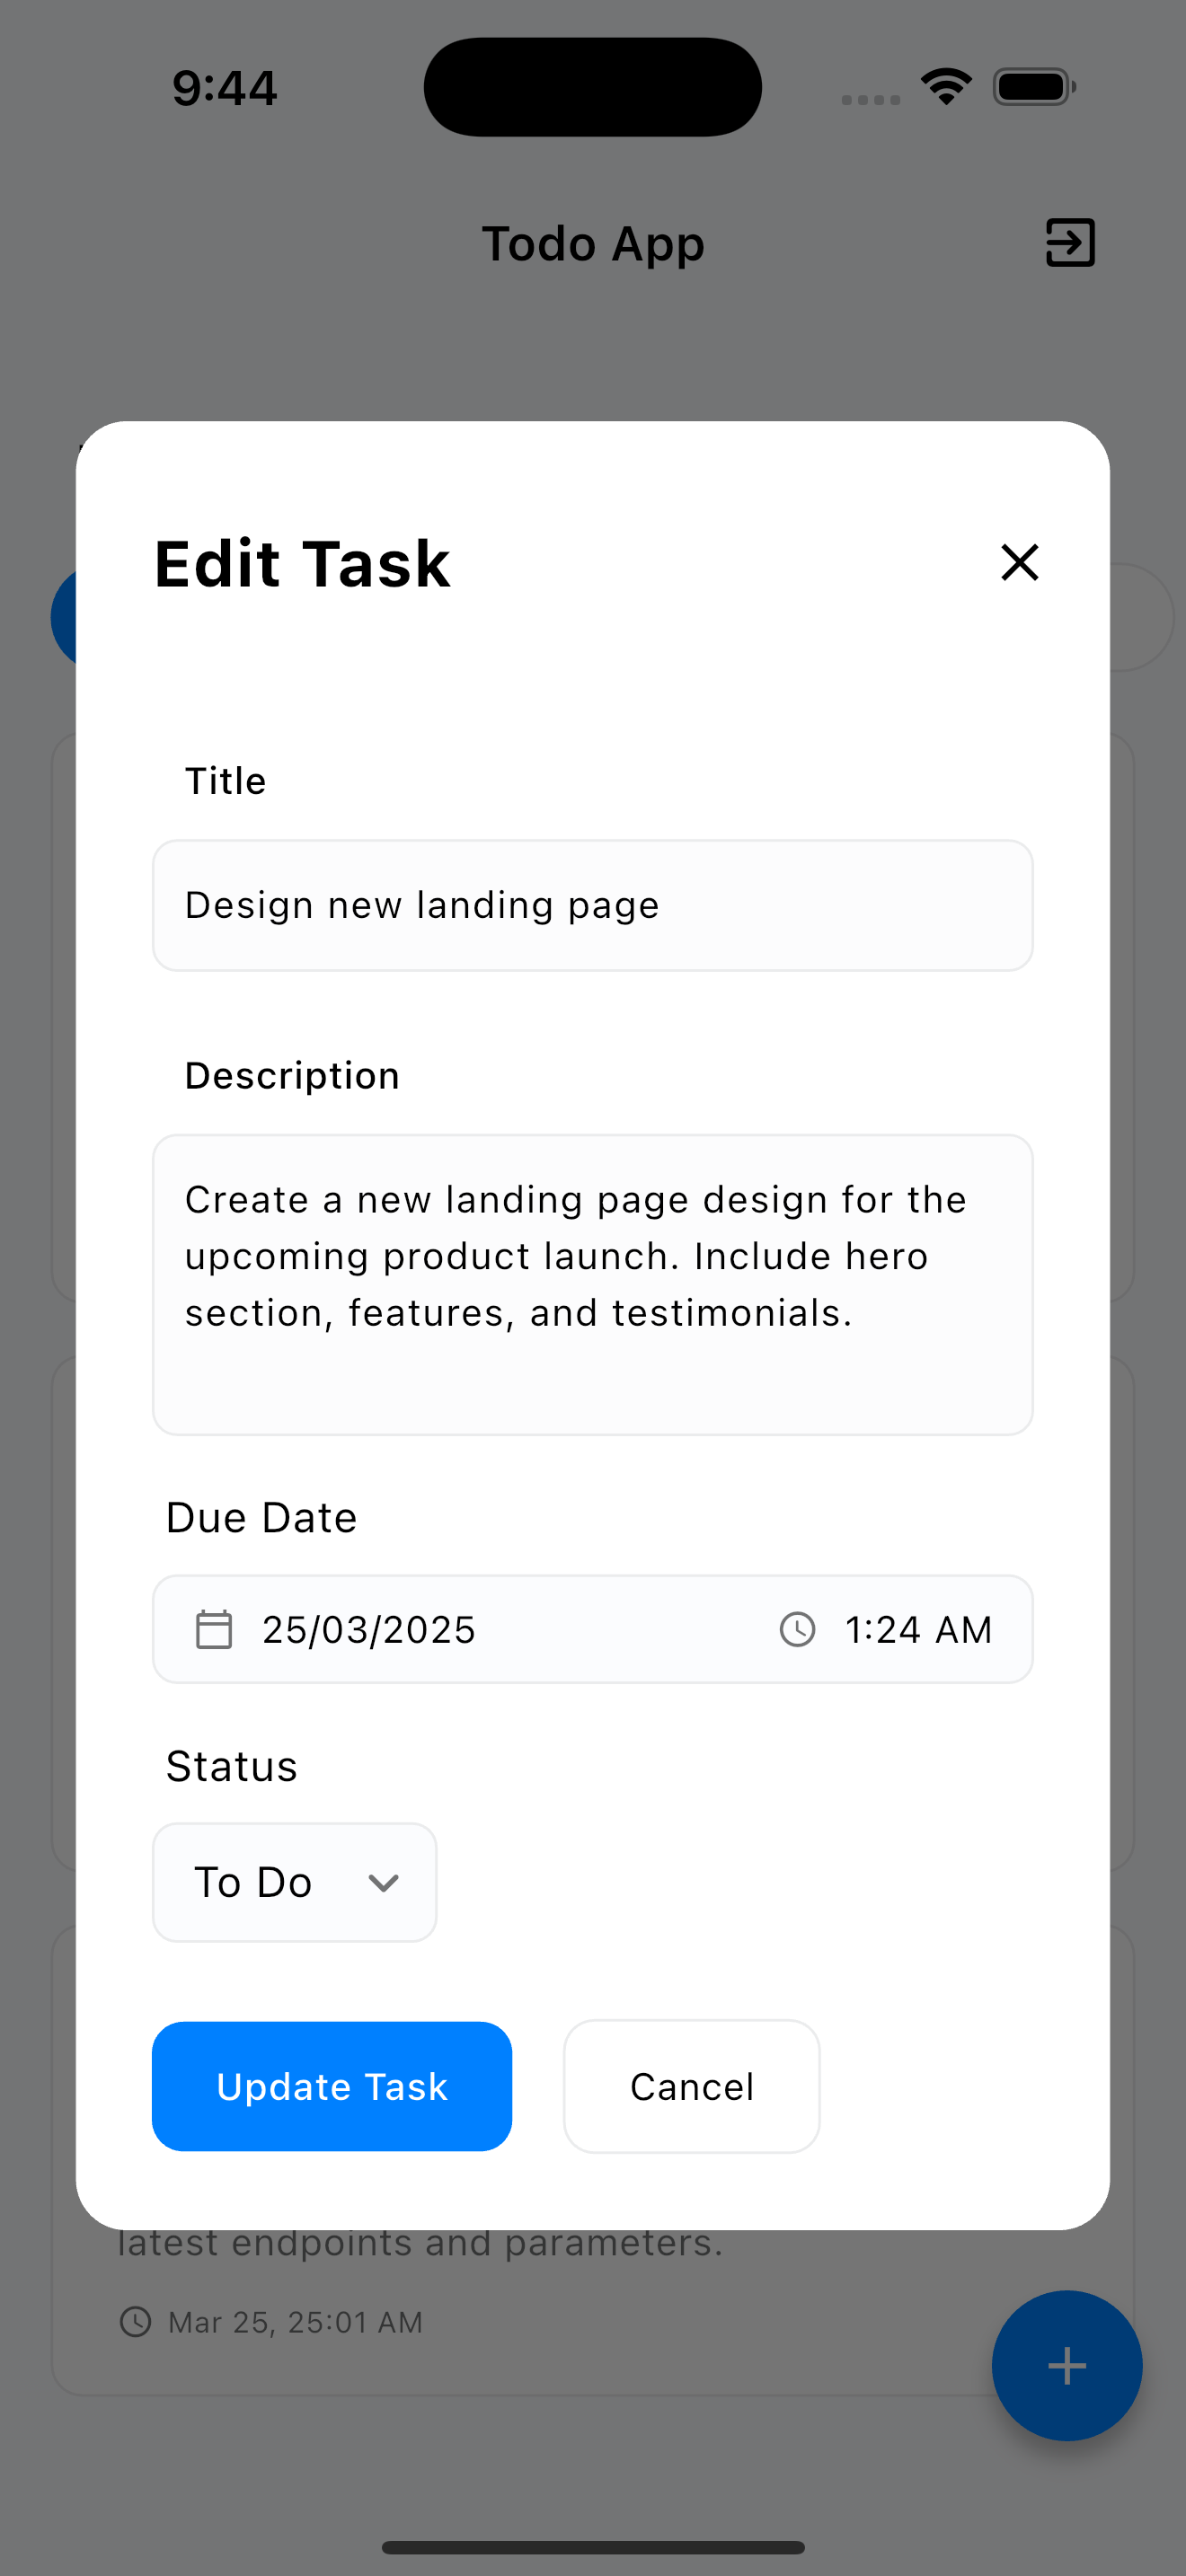 9:44
Todo App
Edit Task
Title
Design new landing page
Description
Create a new landing page design for the
upcoming product launch. Include hero
section, features, and testimonials.
Due Date
25/03/2025 1:24 AM
Status
To Do
Update Task Cancel
latest endpoints and parameters.
Mar 25, 25:01 AM